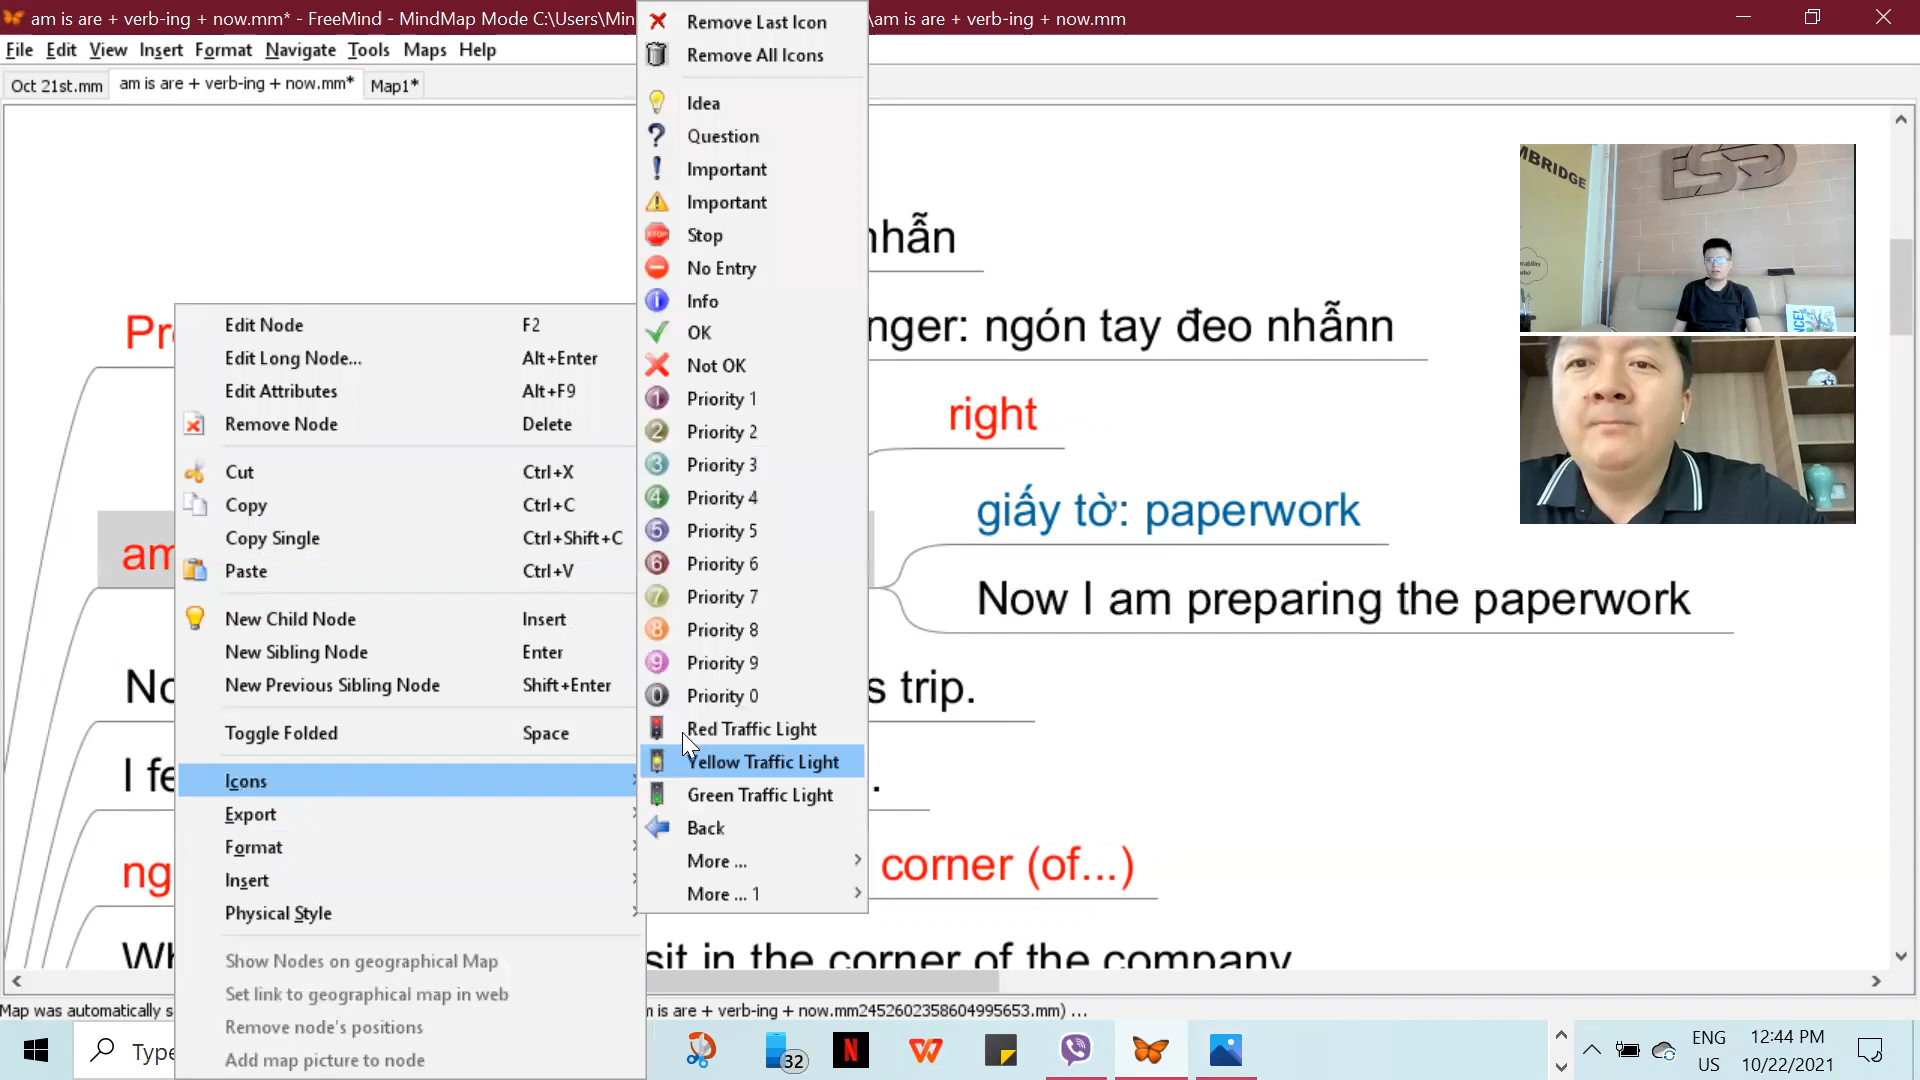 am is are + verb-ing + now.mm* - FreeMind - MindMap Mode C:\Users\Min
\am is are + verb-ing + now.mm
File Edit View Insert Format Navigate Tools Maps Help
Oct 21st.mm am is are + verb-ing + now.mm* Map1*
Remove Last Icon
Remove All Icons
Idea
Question
Important
Important
Stop
No Entry
Info
OK
Not OK
Priority 1
Priority 2
Priority 3
Priority 4
Priority 5
Priority 6
Priority 7
Priority 8
Priority 9
Priority 0
Red Traffic Light
Yellow Traffic Light
Green Traffic Light
Back
More ...
More ... 1
Edit Node F2
Edit Long Node... Alt+Enter
Edit Attributes Alt+F9
Remove Node Delete
Cut Ctrl+X
Copy Ctrl+C
Copy Single Ctrl+Shift+C
Paste Ctrl+V
New Child Node Insert
New Sibling Node Enter
New Previous Sibling Node Shift+Enter
Toggle Folded Space
Icons
Export
Format
Insert
Physical Style
Show Nodes on geographical Map
Set link to geographical map in web
Remove node's positions
Add map picture to node
Pr
am
No
I fe
ng
Wh
nhẫn
nger: ngón tay đeo nhẫnn
right
giấy tờ: paperwork
Now I am preparing the paperwork
s trip.
.
corner (of...)
sit in the corner of the company
MBRIDGE
ESD
Map was automatically s
m is are + verb-ing + now.mm2452602358604995653.mm) ...
Type
32
ENG
US
12:44 PM
10/22/2021